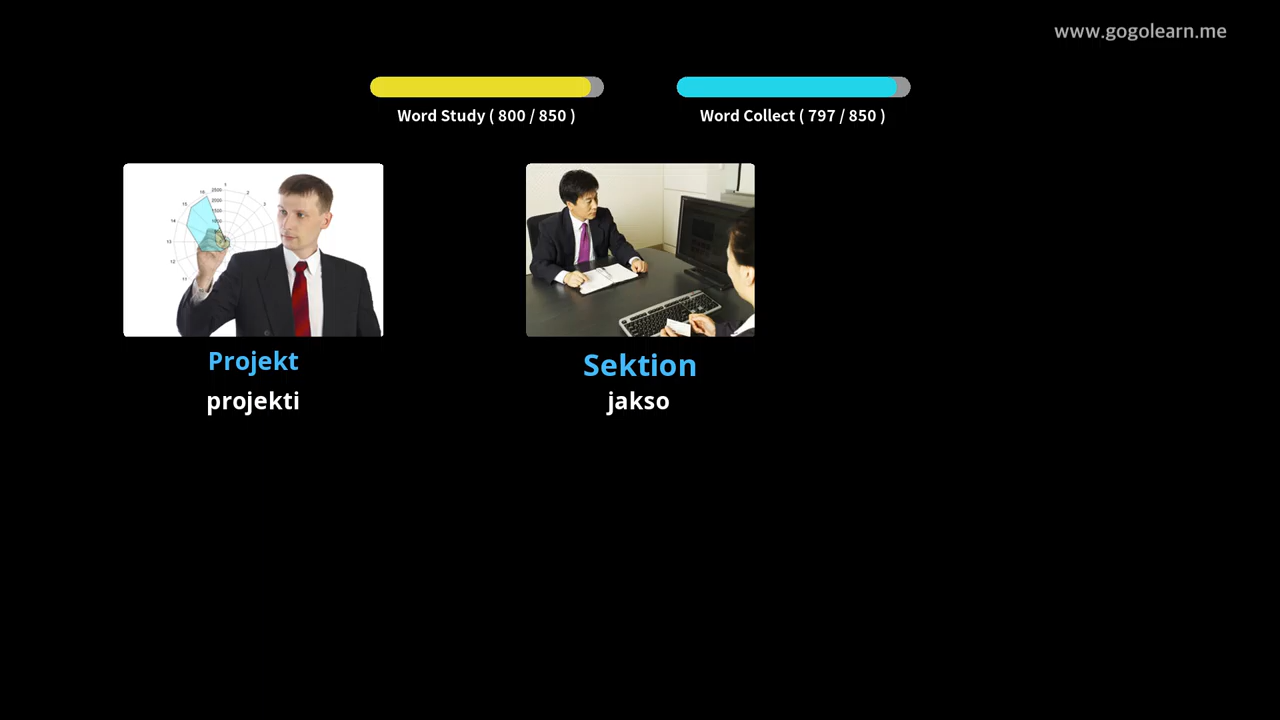 www.gogolearn.me
Word Study ( 800 / 850 )
Word Collect ( 797 / 850 )
Projekt
projekti
Sektion
jakso